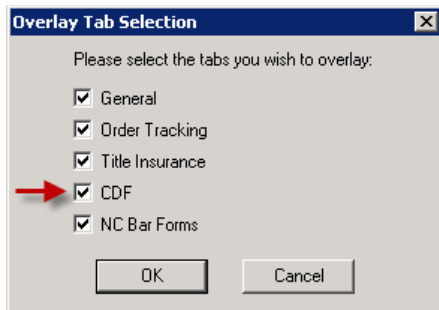 Overlay Tab Selection
Please select the tabs you wish to overlay:
General
Order Tracking
Title Insurance
CDF
NC Bar Forms
OK Cancel